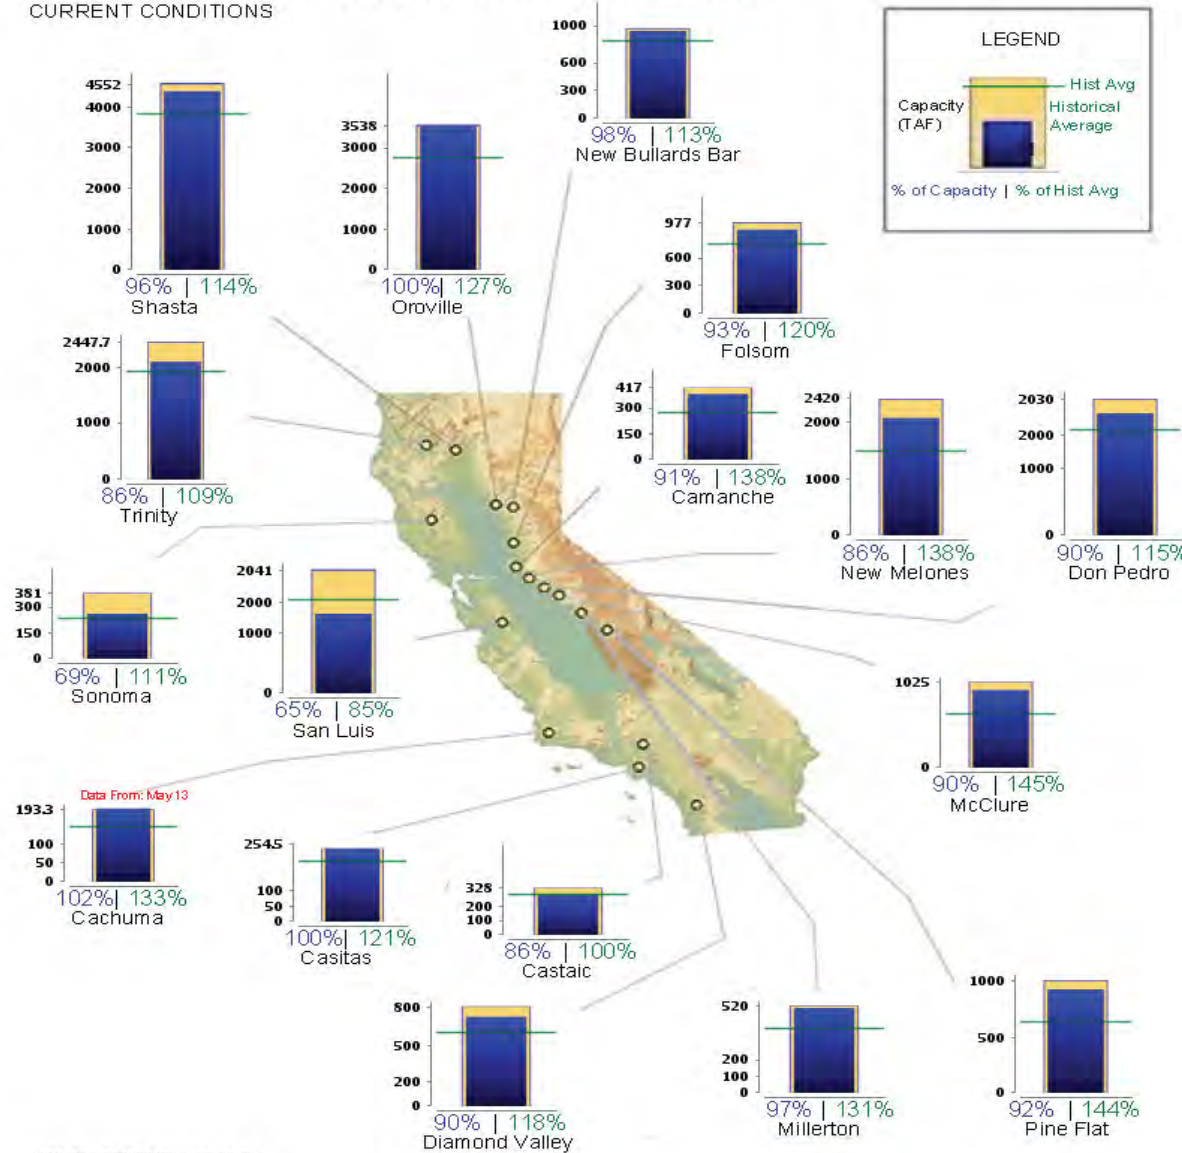 CURRENT CONDITIONS
LEGEND
Hist Avg
Capacity
(TAF)
Historical
Average
% of Capacity | % of Hist Avg
1000
600
300
0
98% | 113%
New Bullards Bar
4552
4000
3000
2000
1000
0
96% | 114%
Shasta
3538
3000
2000
1000
0
100%| 127%
Oroville
977
600
300
0
93% | 120%
Folsom
2447.7
2000
1000
0
86% | 109%
Trinity
417
300
150
0
91% | 138%
Camanche
2420
2000
1000
0
86% | 138%
New Melones
2030
2000
1000
0
90% | 115%
Don Pedro
381
300
150
0
69% | 111%
Sonoma
2041
2000
1000
0
65% | 85%
San Luis
1025
0
90% | 145%
McClure
Data From: May 13
193.3
100
50
0
102%| 133%
Cachuma
254.5
100
50
0
100%| 121%
Casitas
328
200
100
0
86% | 100%
Castaic
800
500
200
0
90% | 118%
Diamond Valley
520
200
100
0
97% | 131%
Millerton
1000
500
0
92% | 144%
Pine Flat